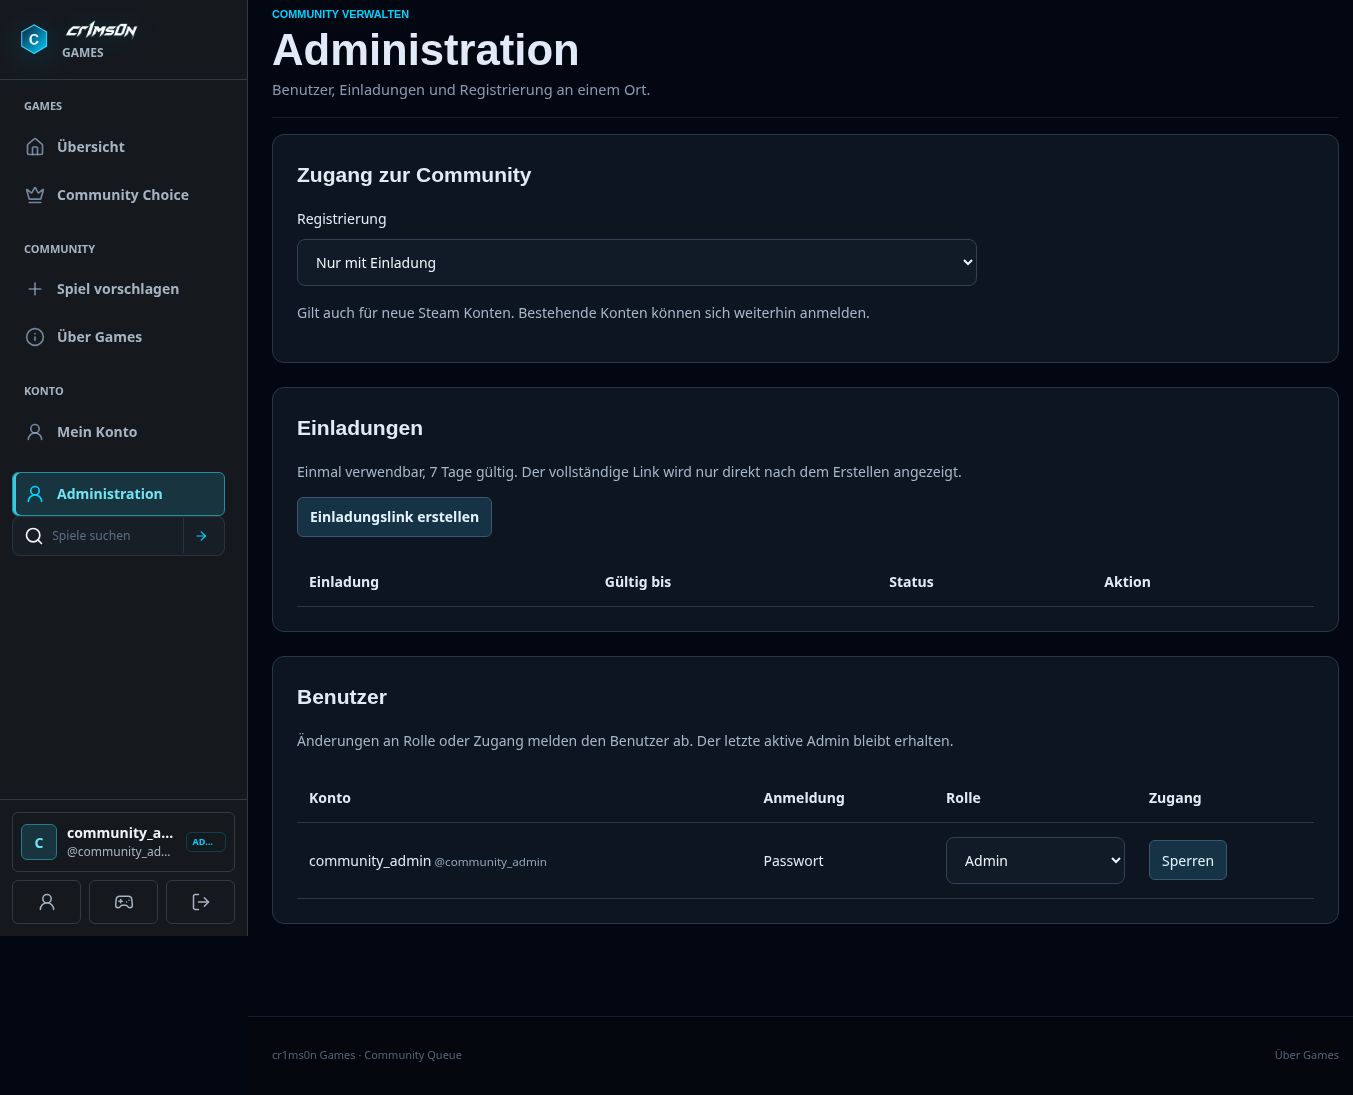 C
cr1ms0n
GAMES
GAMES
Übersicht
Community Choice
COMMUNITY
Spiel vorschlagen
Über Games
KONTO
Mein Konto
Administration
Spiele suchen
C
community_a...
@community_ad...
AD...
COMMUNITY VERWALTEN
Administration
Benutzer, Einladungen und Registrierung an einem Ort.
Zugang zur Community
Registrierung
Nur mit Einladung
Gilt auch für neue Steam Konten. Bestehende Konten können sich weiterhin anmelden.
Einladungen
Einmal verwendbar, 7 Tage gültig. Der vollständige Link wird nur direkt nach dem Erstellen angezeigt.
Einladungslink erstellen
Einladung Gültig bis Status Aktion
Benutzer
Änderungen an Rolle oder Zugang melden den Benutzer ab. Der letzte aktive Admin bleibt erhalten.
Konto Anmeldung Rolle Zugang
community_admin @community_admin Passwort Admin Sperren
cr1ms0n Games · Community Queue
Über Games